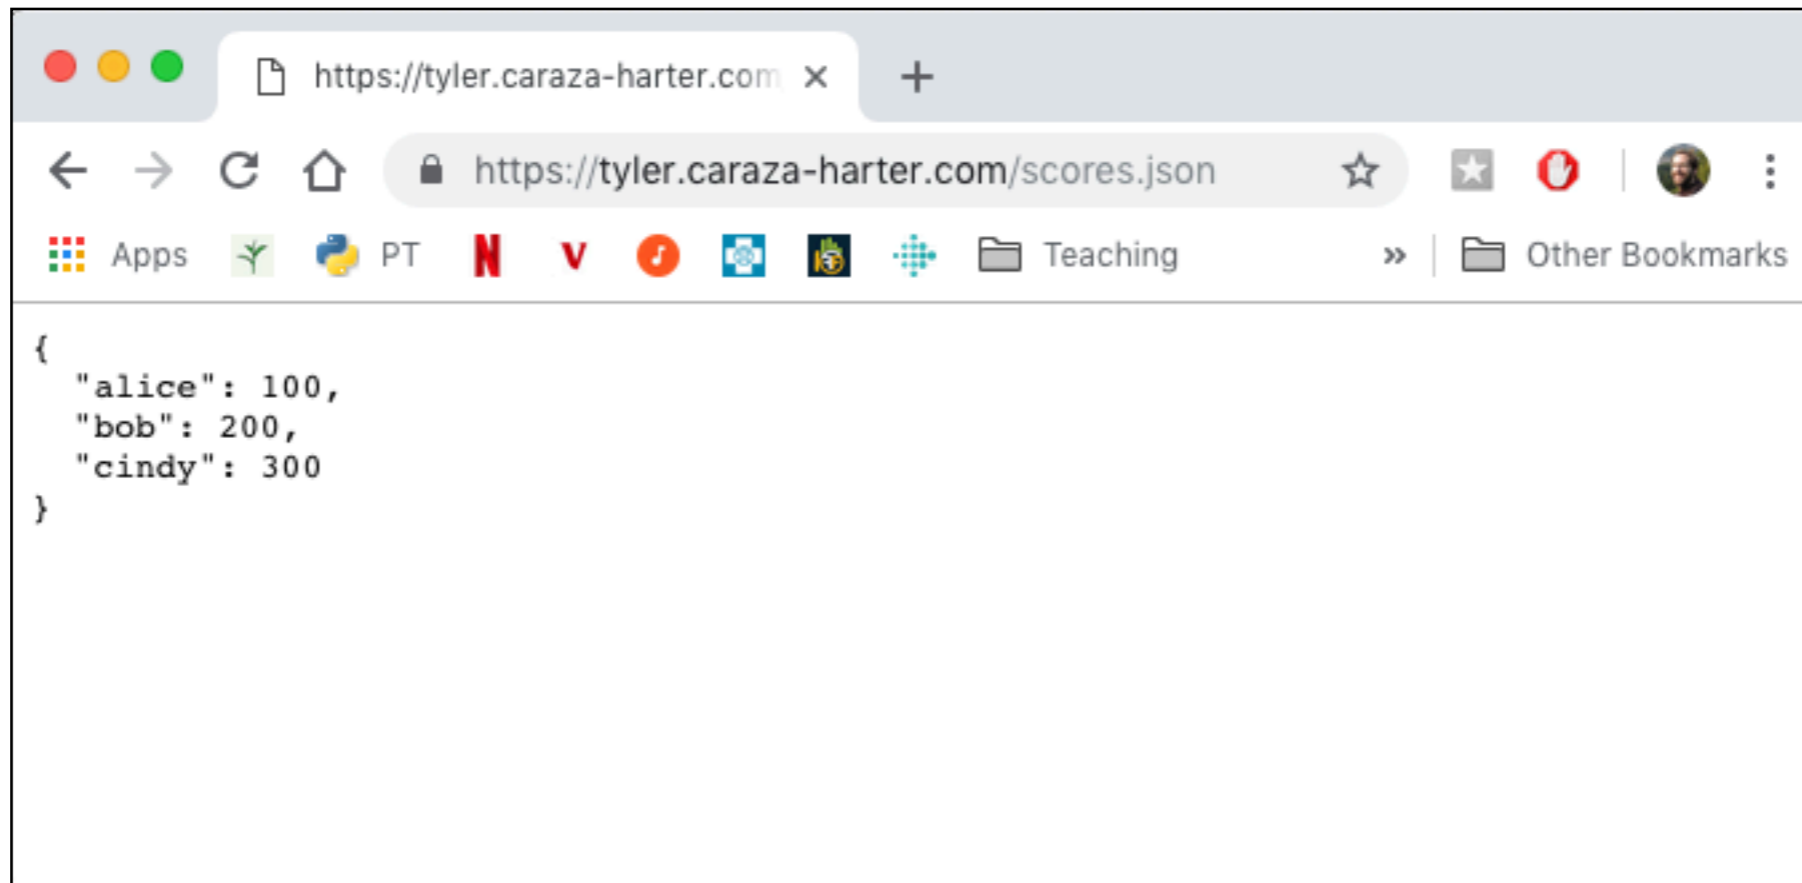 https://tyler.caraza-harter.com
https://tyler.caraza-harter.com/scores.json
Apps PT N V Teaching » Other Bookmarks
{
"alice": 100,
"bob": 200,
"cindy": 300
}